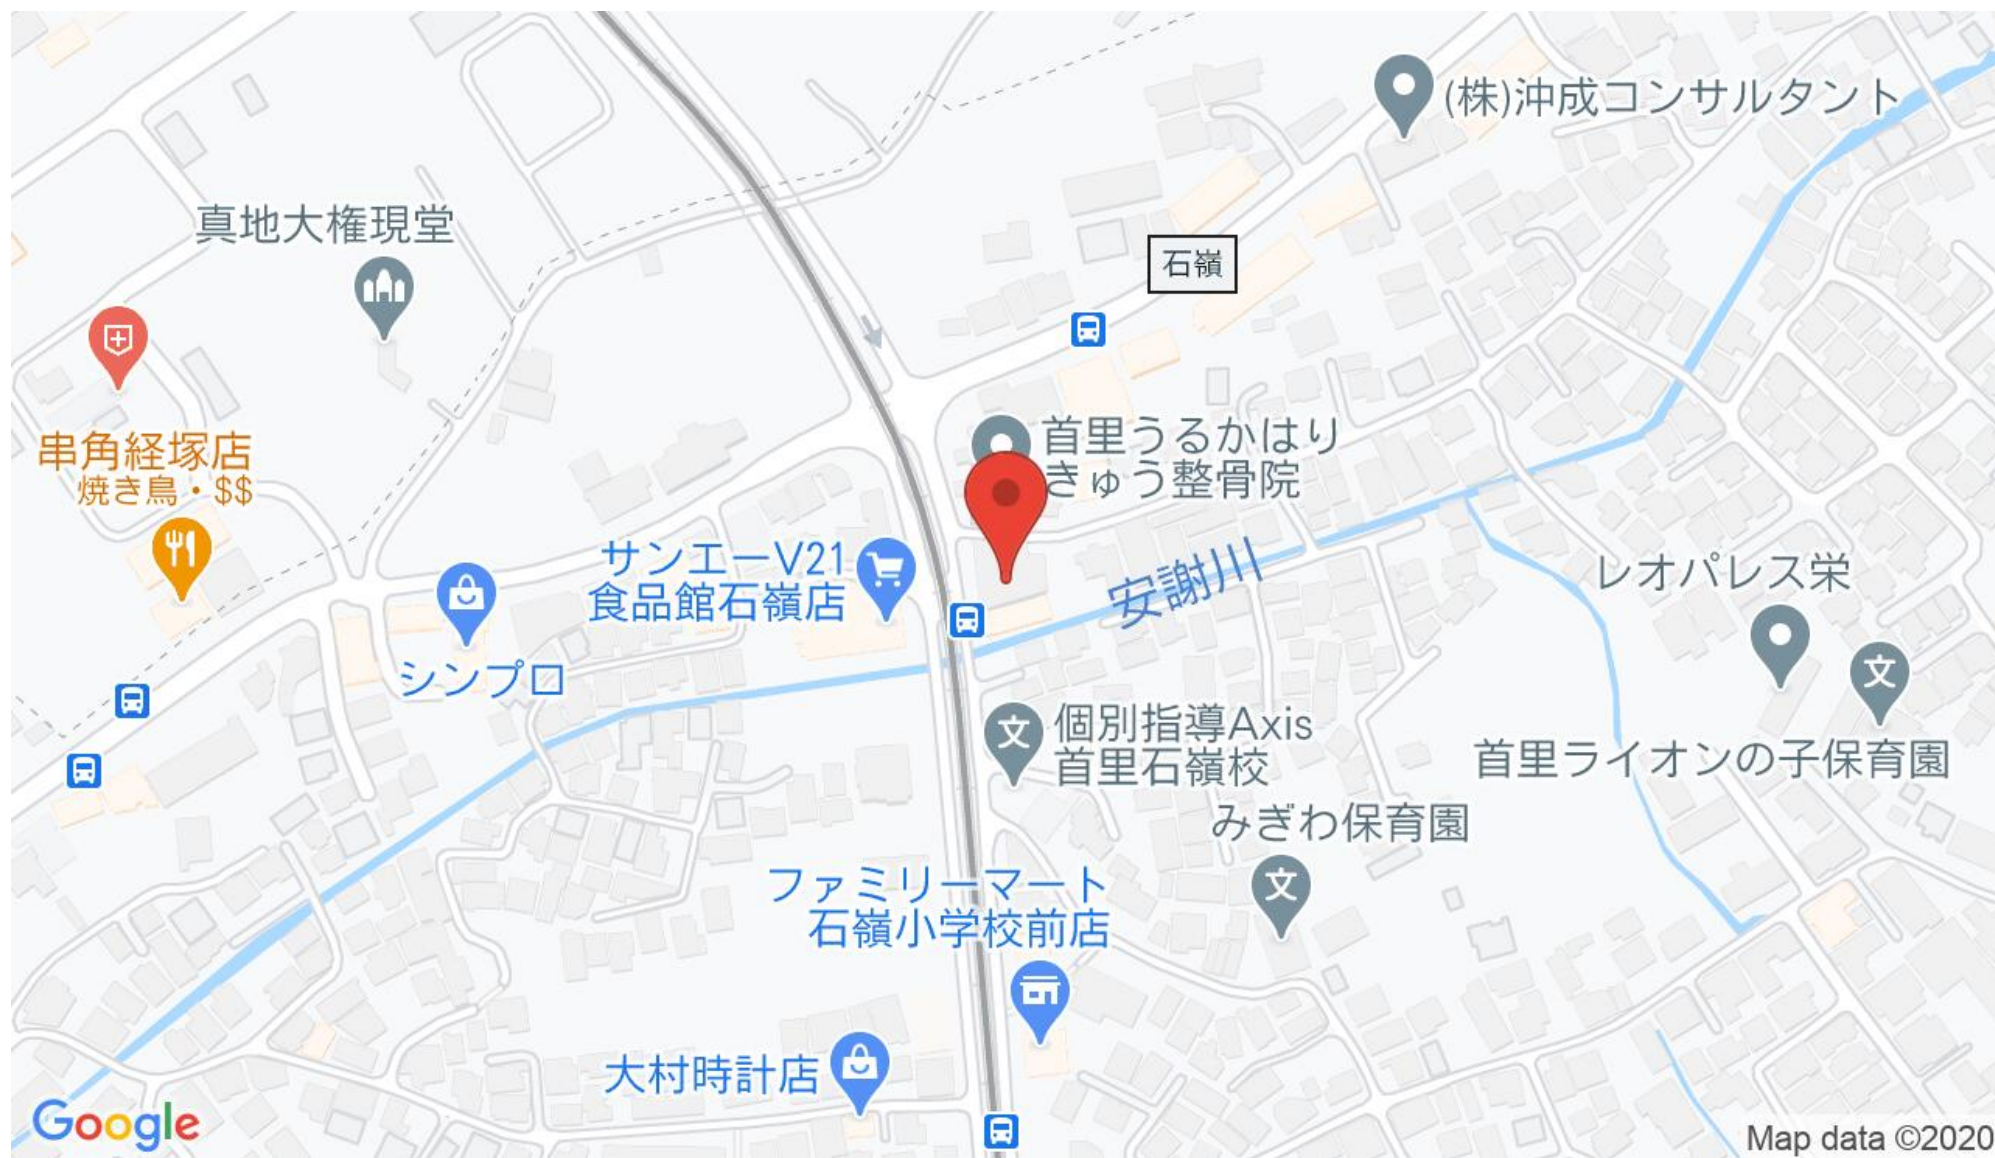 (株)沖成コンサルタント
真地大権現堂
石嶺
串角経塚店
焼き鳥・$$
首里うるかはり
きゅう整骨院
サンエーV21
食品館石嶺店
安謝川
レオパレス栄
シンプロ
個別指導Axis
首里石嶺校
首里ライオンの子保育園
みぎわ保育園
ファミリーマート
石嶺小学校前店
大村時計店
Google
Map data ©2020